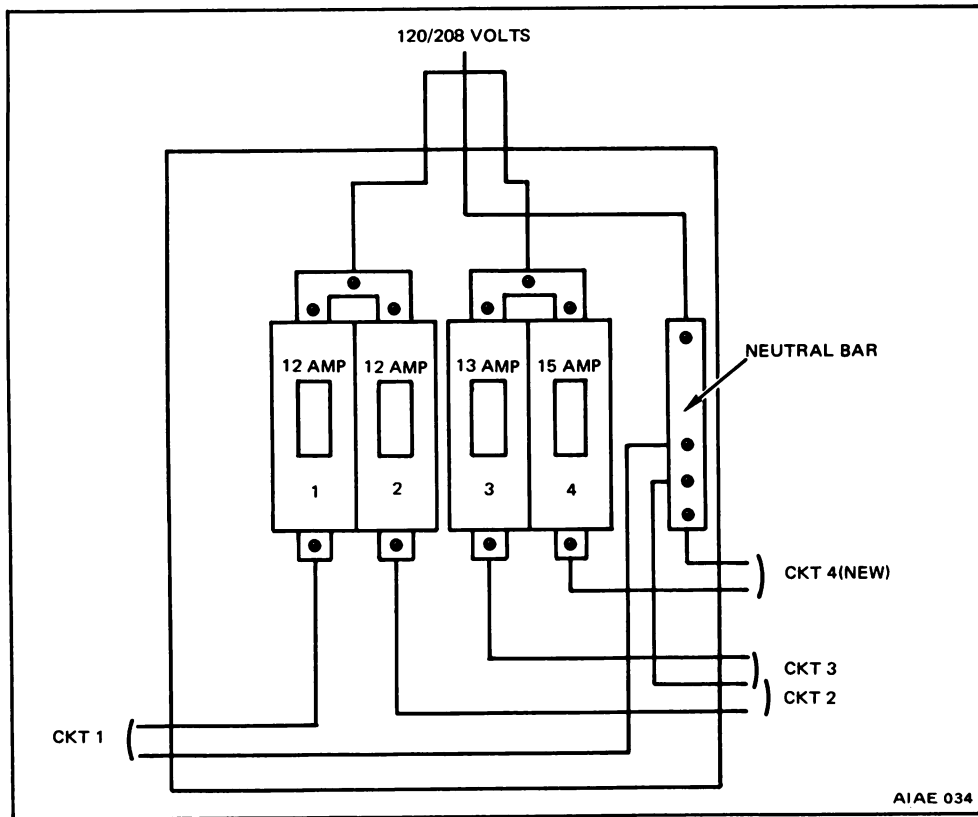 120/208 VOLTS
NEUTRAL BAR
12 AMP 12 AMP 13 AMP 15 AMP
1 2 3 4
CKT 4(NEW)
CKT 3
CKT 2
CKT 1
AIAE 034